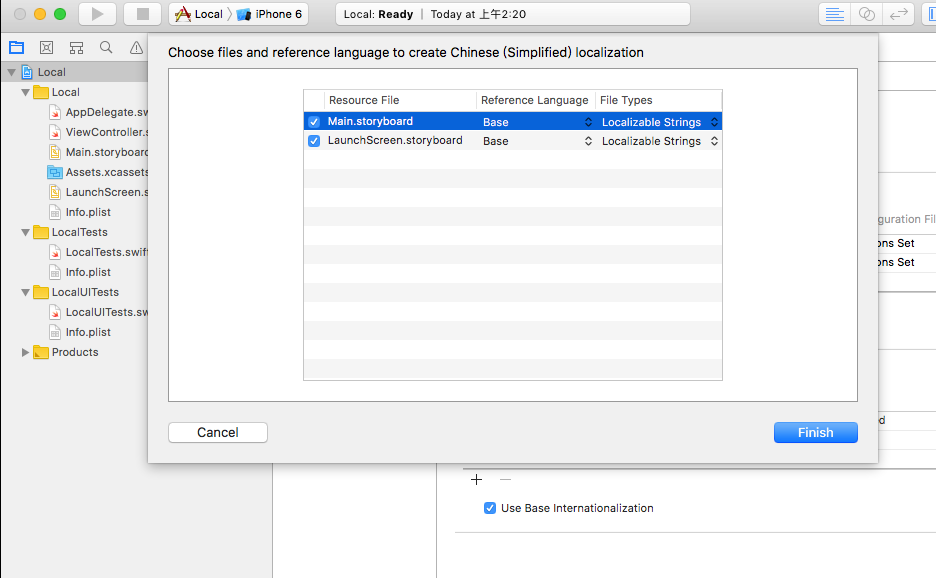 Local
iPhone 6
Local: Ready
Today at 上午2:20
Choose files and reference language to create Chinese (Simplified) localization
Local
Local
AppDelegate.sw
ViewController.s
Main.storyboard
Assets.xcassets
LaunchScreen.s
Info.plist
LocalTests
LocalTests.swift
Info.plist
LocalUITests
LocalUITests.sw
Info.plist
Products
Resource File
Reference Language
File Types
Main.storyboard
Base
Localizable Strings
LaunchScreen.storyboard
Base
Localizable Strings
guration Fil
ons Set
ons Set
d
Cancel
Finish
Use Base Internationalization